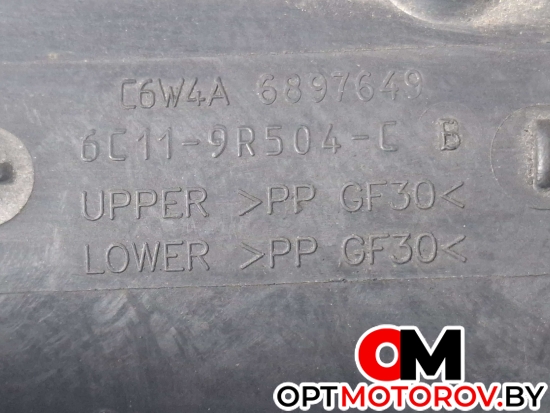 C6W4A 6897649
6C11-9R504-C B
UPPER >PP GF30<
LOWER >PP GF30<
OM
OPTMOTOROV.BY